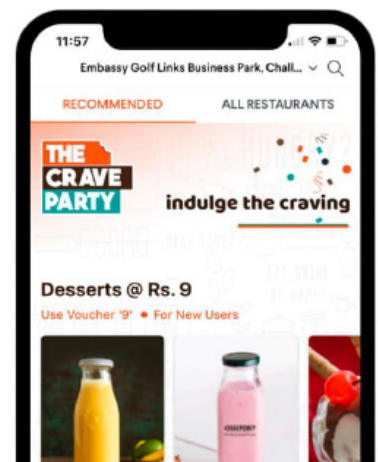 11:57
Embassy Golf Links Business Park, Chall...
RECOMMENDED
ALL RESTAURANTS
THE
CRAVE
PARTY
indulge the craving
Desserts @ Rs. 9
Use Voucher '9' • For New Users